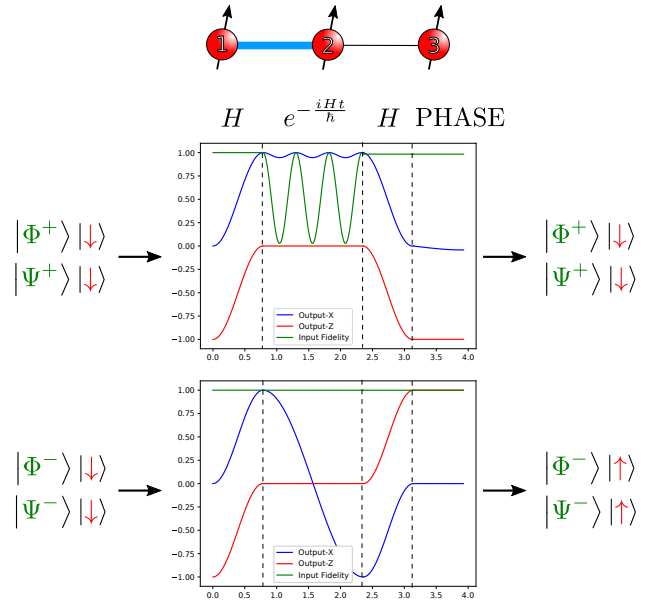 1 2 3
H e^{-\frac{iHt}{\hbar}} H PHASE
1.00
0.75
0.50
0.25
0.00
−0.25
−0.50
−0.75
−1.00
Output-X
Output-Z
Input Fidelity
0.0 0.5 1.0 1.5 2.0 2.5 3.0 3.5 4.0
|Φ⁺⟩|↓⟩
|Ψ⁺⟩|↓⟩
|Φ⁺⟩|↓⟩
|Ψ⁺⟩|↓⟩
1.00
0.75
0.50
0.25
0.00
−0.25
−0.50
−0.75
−1.00
Output-X
Output-Z
Input Fidelity
0.0 0.5 1.0 1.5 2.0 2.5 3.0 3.5 4.0
|Φ⁻⟩|↓⟩
|Ψ⁻⟩|↓⟩
|Φ⁻⟩|↑⟩
|Ψ⁻⟩|↑⟩